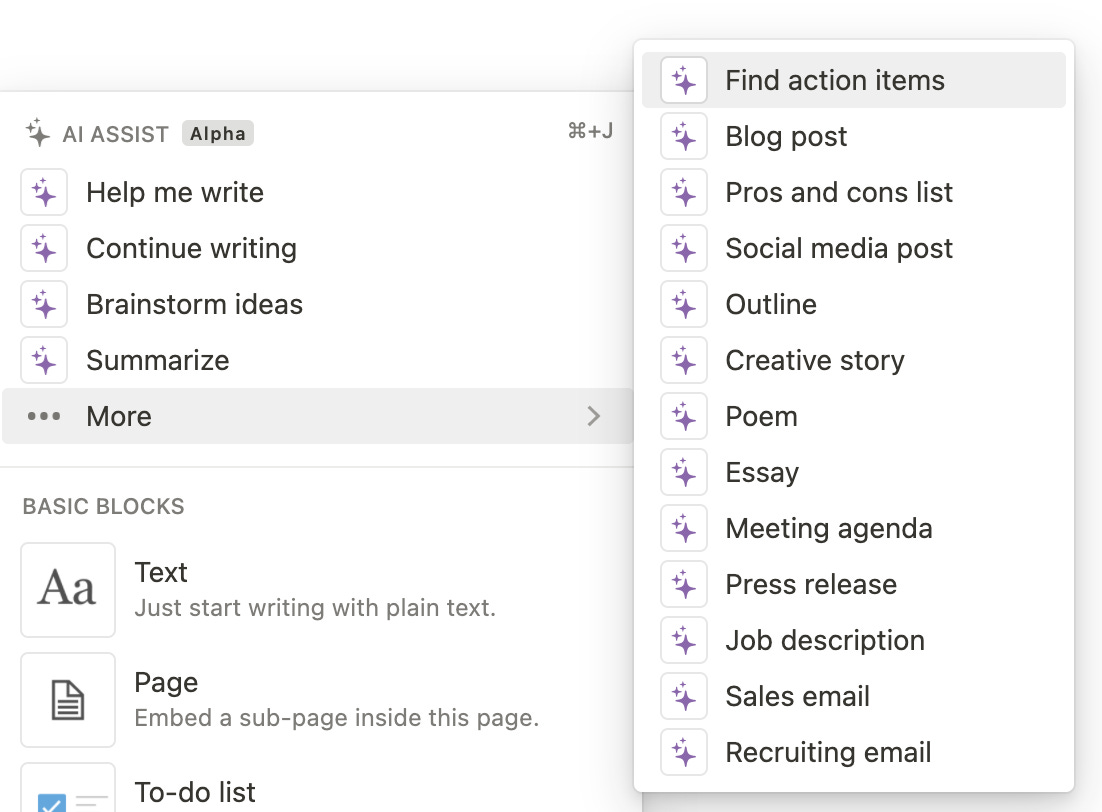 AI ASSIST Alpha ⌘+J
Help me write
Continue writing
Brainstorm ideas
Summarize
More
BASIC BLOCKS
Aa
Text
Just start writing with plain text.
Page
Embed a sub-page inside this page.
To-do list
Find action items
Blog post
Pros and cons list
Social media post
Outline
Creative story
Poem
Essay
Meeting agenda
Press release
Job description
Sales email
Recruiting email